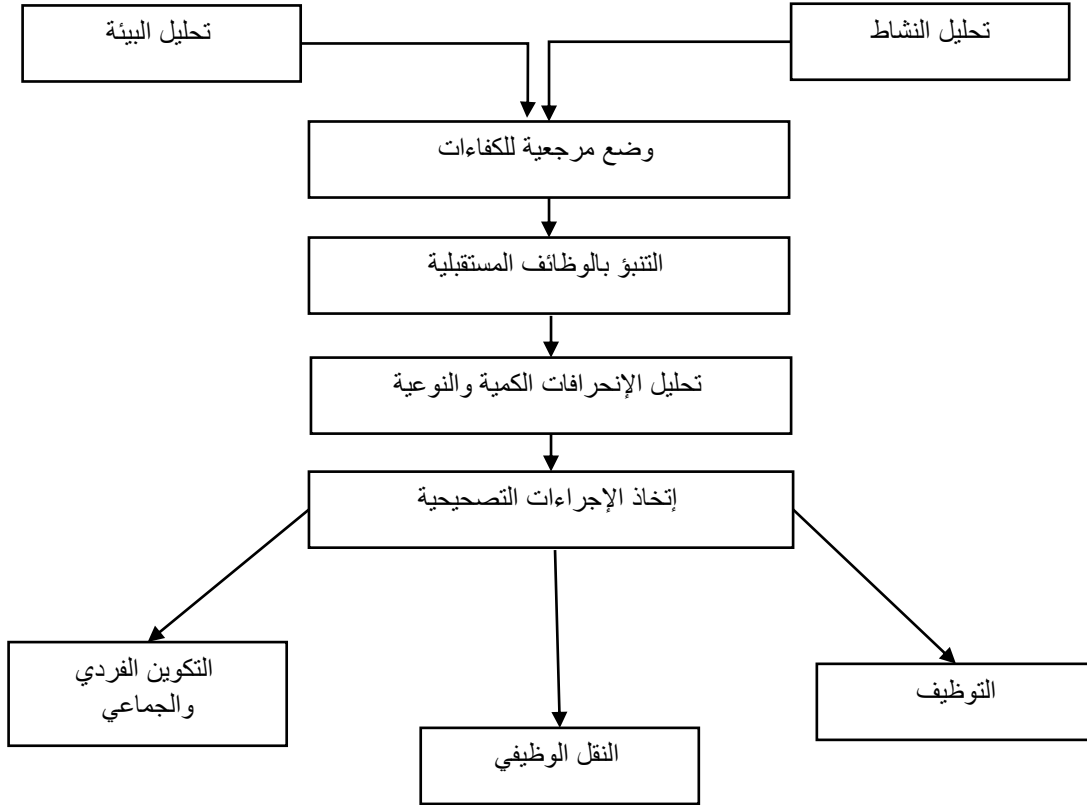 تحليل النشاط
تحليل البيئة
وضع مرجعية للكفاءات
التنبؤ بالوظائف المستقبلية
تحليل الإنحرافات الكمية والنوعية
إتخاذ الإجراءات التصحيحية
التوظيف
النقل الوظيفي
التكوين الفردي
والجماعي